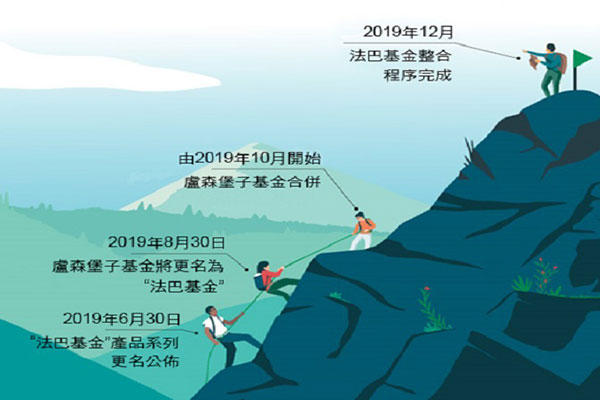 2019年12月
法巴基金整合
程序完成
由2019年10月開始
盧森堡子基金合併
2019年8月30日
盧森堡子基金將更名為
“法巴基金”
2019年6月30日
“法巴基金”產品系列
更名公佈